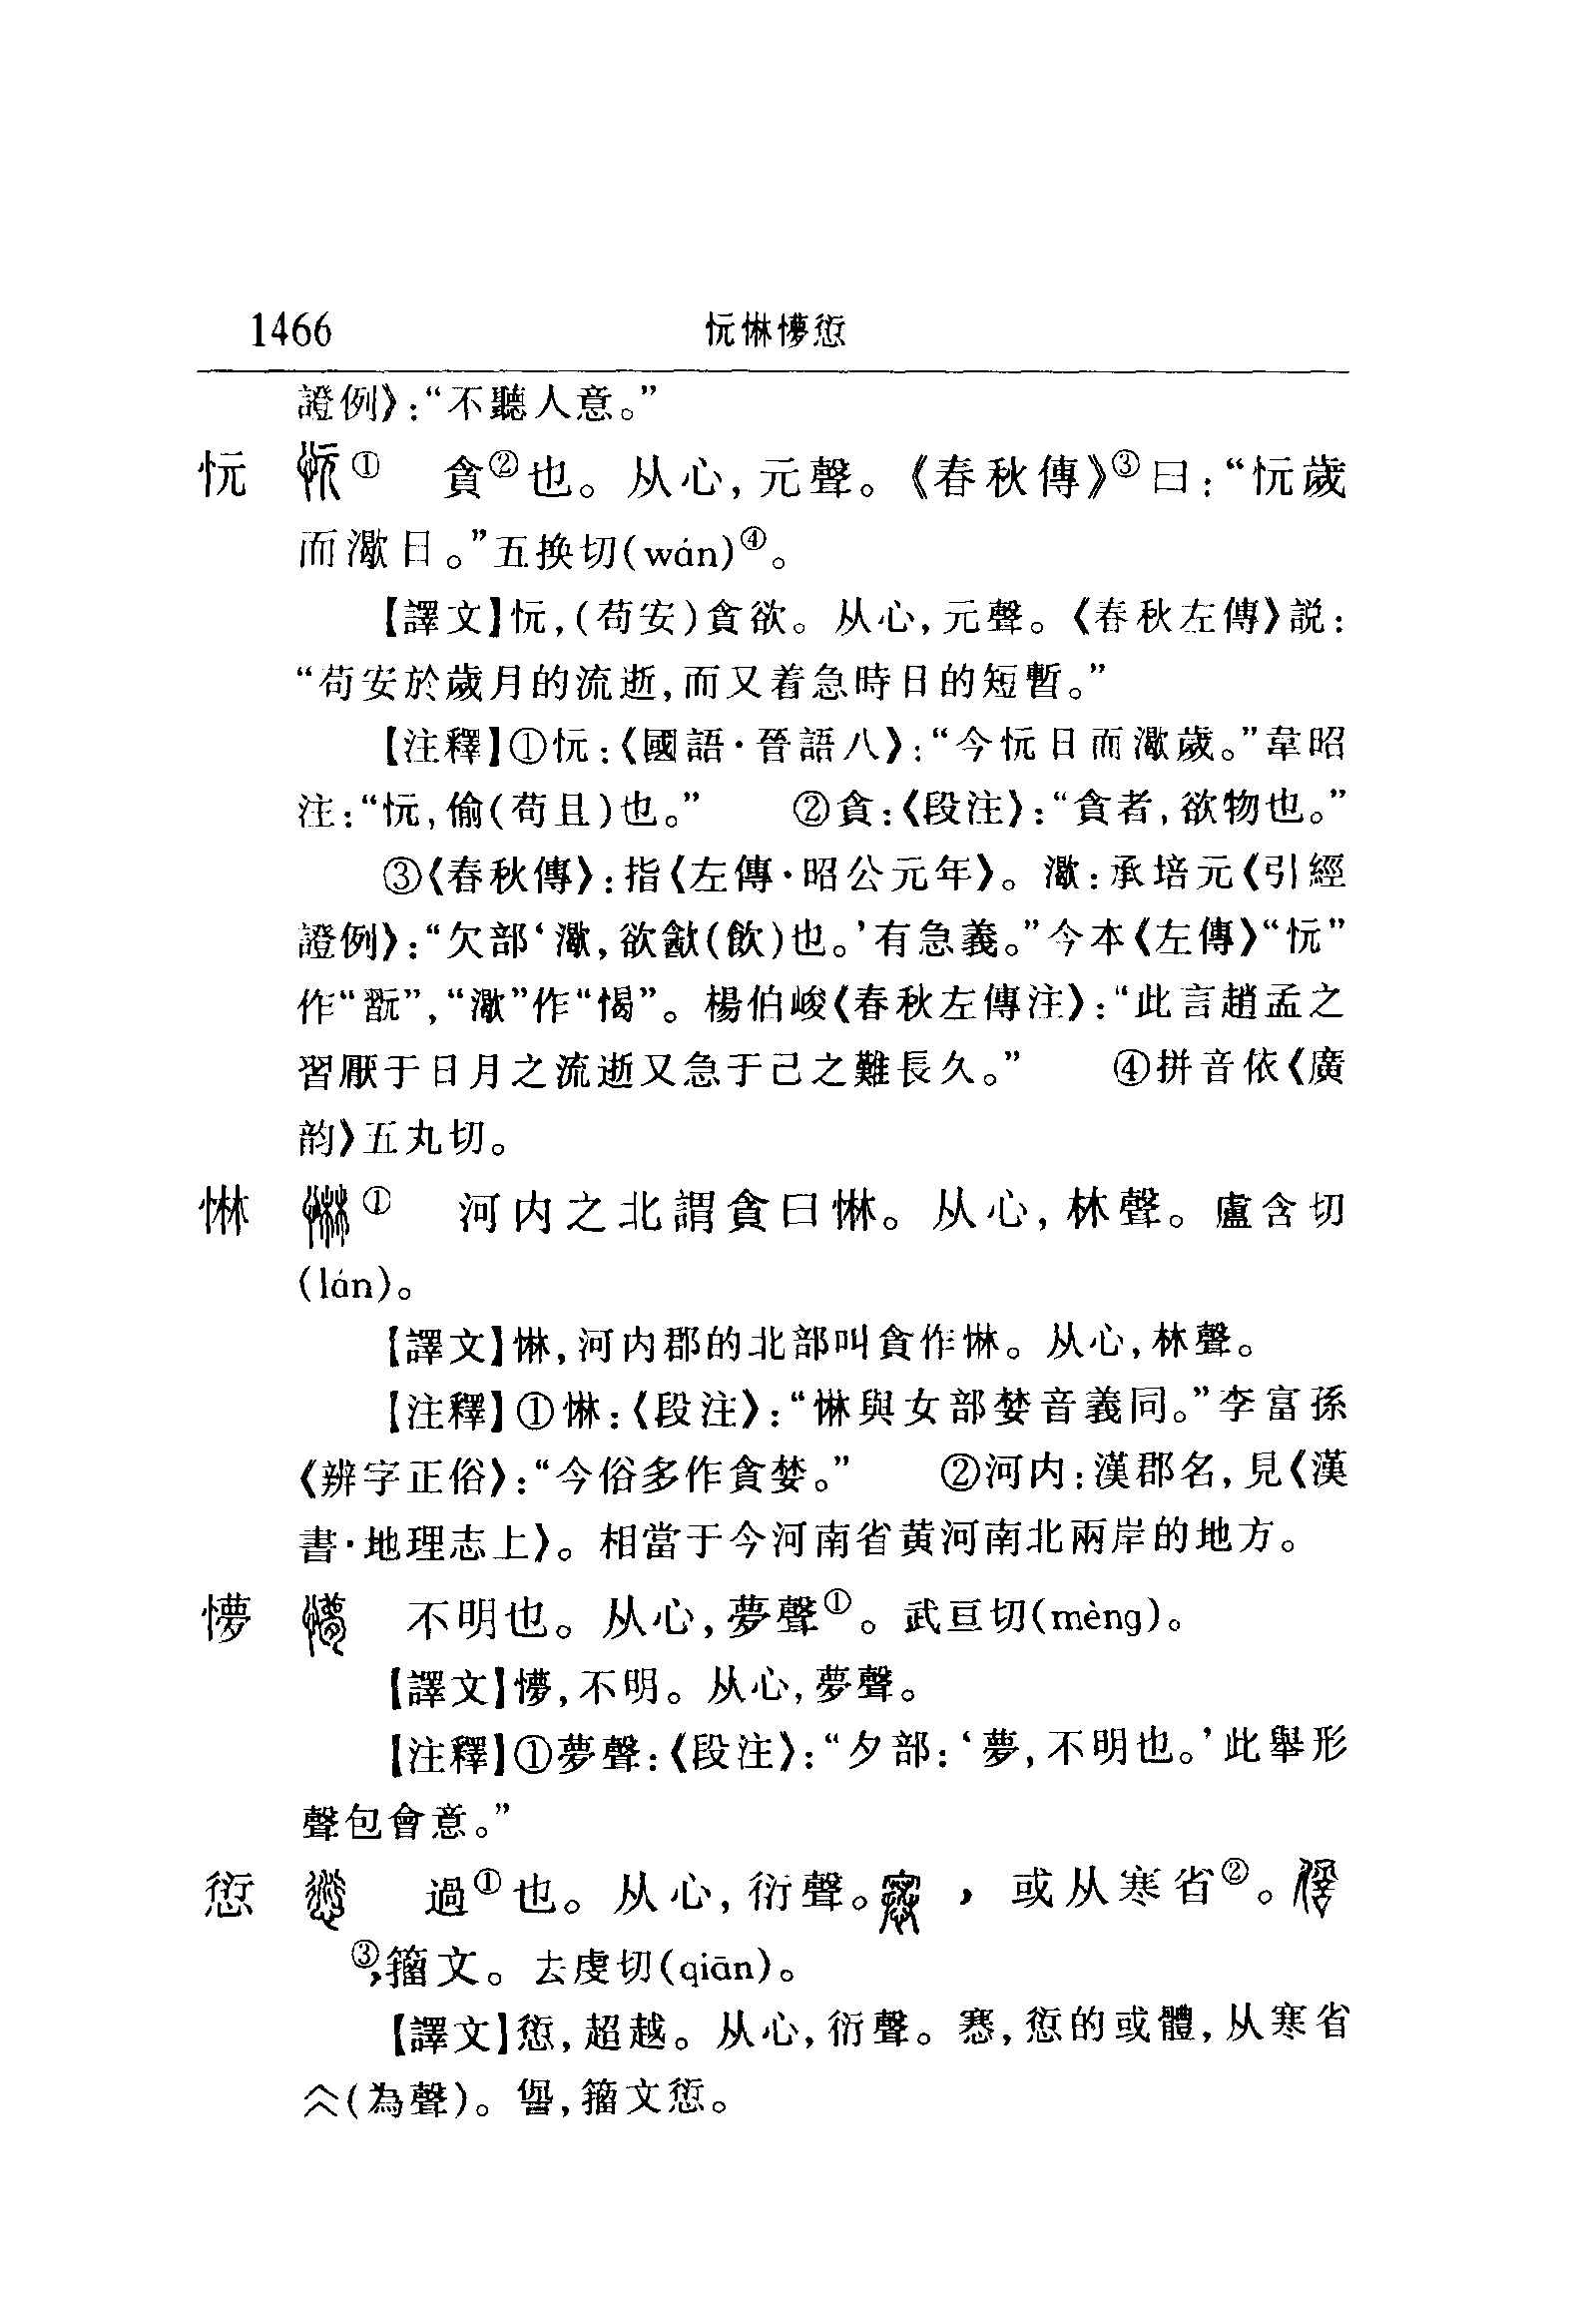 1466 忨惏懜愆
證例》：“不聽人意。”
忨 ① 貪②也。从心，元聲。《春秋傳》③曰：“忨歲
而㵣日。”五换切(wán)④。
【譯文】忨，(苟安)貪欲。从心，元聲。《春秋左傳》説：
“苟安於歲月的流逝，而又着急時日的短暫。”
【注釋】①忨：《國語·晉語八》：“今忨日而㵣歲。”韋昭
注：“忨，偷(苟且)也。” ②貪：《段注》：“貪者，欲物也。”
③《春秋傳》：指《左傳·昭公元年》。㵣：承培元《引經
證例》：“欠部‘㵣，欲歠(飲)也。’有急義。”今本《左傳》“忨”
作“翫”，“㵣”作“愒”。楊伯峻《春秋左傳注》：“此言趙孟之
習厭于日月之流逝又急于己之難長久。” ④拼音依《廣
韵》五丸切。
惏 ① 河内之北謂貪曰惏。从心，林聲。盧含切
(lán)。
【譯文】惏，河内郡的北部叫貪作惏。从心，林聲。
【注釋】①惏：《段注》：“惏與女部婪音義同。”李富孫
《辨字正俗》：“今俗多作貪婪。” ②河内：漢郡名，見《漢
書·地理志上》。相當于今河南省黄河南北兩岸的地方。
懜 不明也。从心，夢聲①。武亘切(mèng)。
【譯文】懜，不明。从心，夢聲。
【注釋】①夢聲：《段注》：“夕部：‘夢，不明也。’此舉形
聲包會意。”
愆 過①也。从心，衍聲。，或从寒省②。
③，籀文。去虔切(qiān)。
【譯文】愆，超越。从心，衍聲。𢞰，愆的或體，从寒省
仌(為聲)。諐，籀文愆。